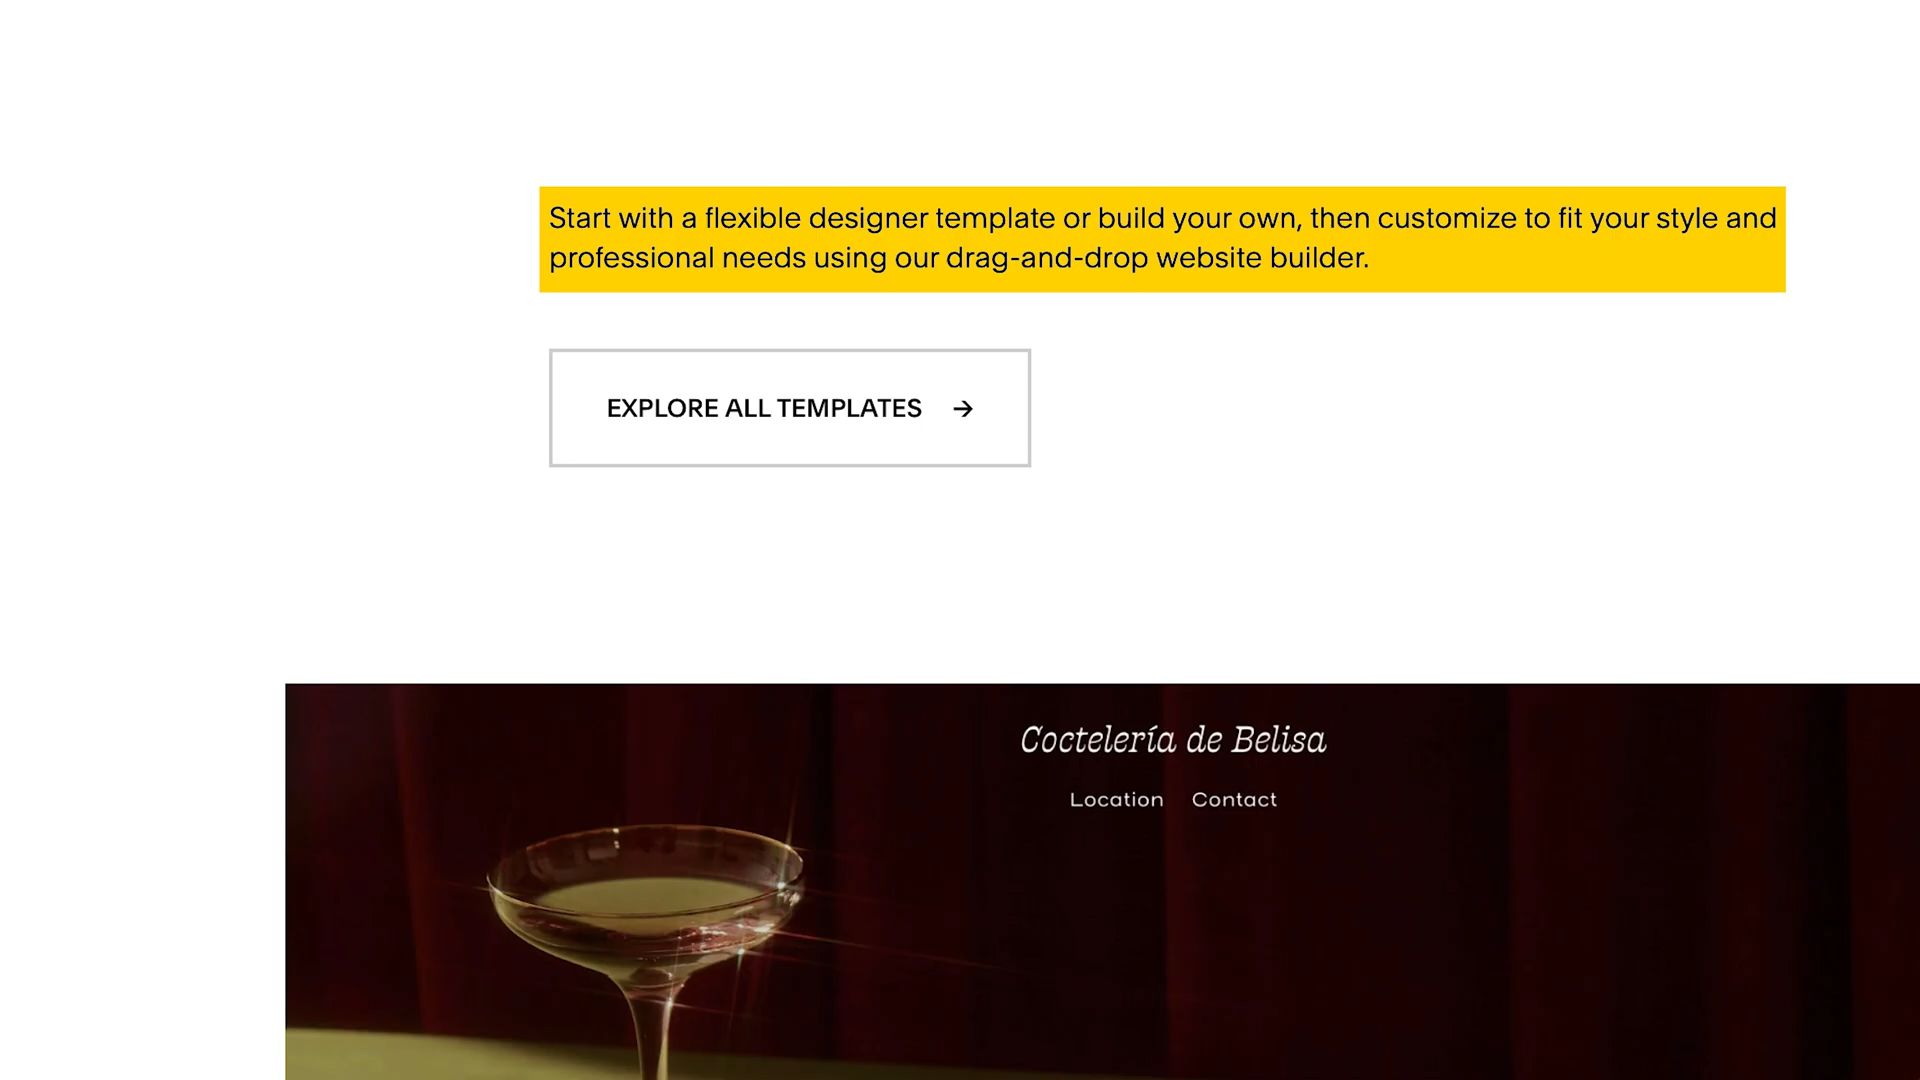 Start with a flexible designer template or build your own, then customize to fit your style and
professional needs using our drag-and-drop website builder.
EXPLORE ALL TEMPLATES →
Coctelería de Belisa
Location Contact